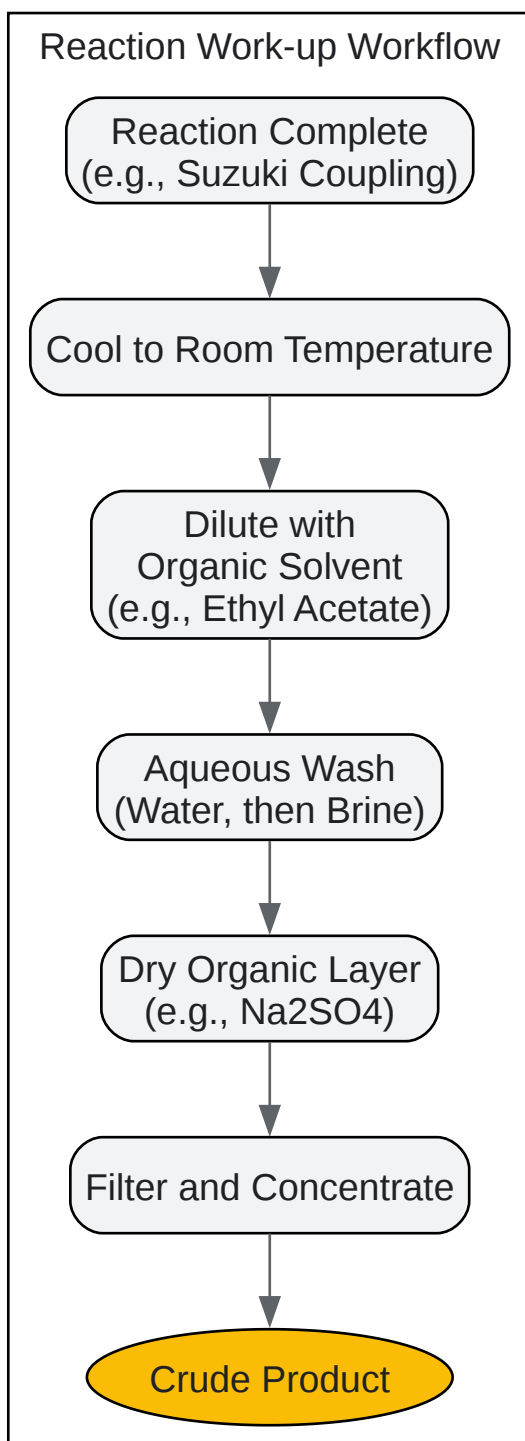 Reaction Work-up Workflow
Reaction Complete
(e.g., Suzuki Coupling)
Cool to Room Temperature
Dilute with
Organic Solvent
(e.g., Ethyl Acetate)
Aqueous Wash
(Water, then Brine)
Dry Organic Layer
(e.g., Na2SO4)
Filter and Concentrate
Crude Product